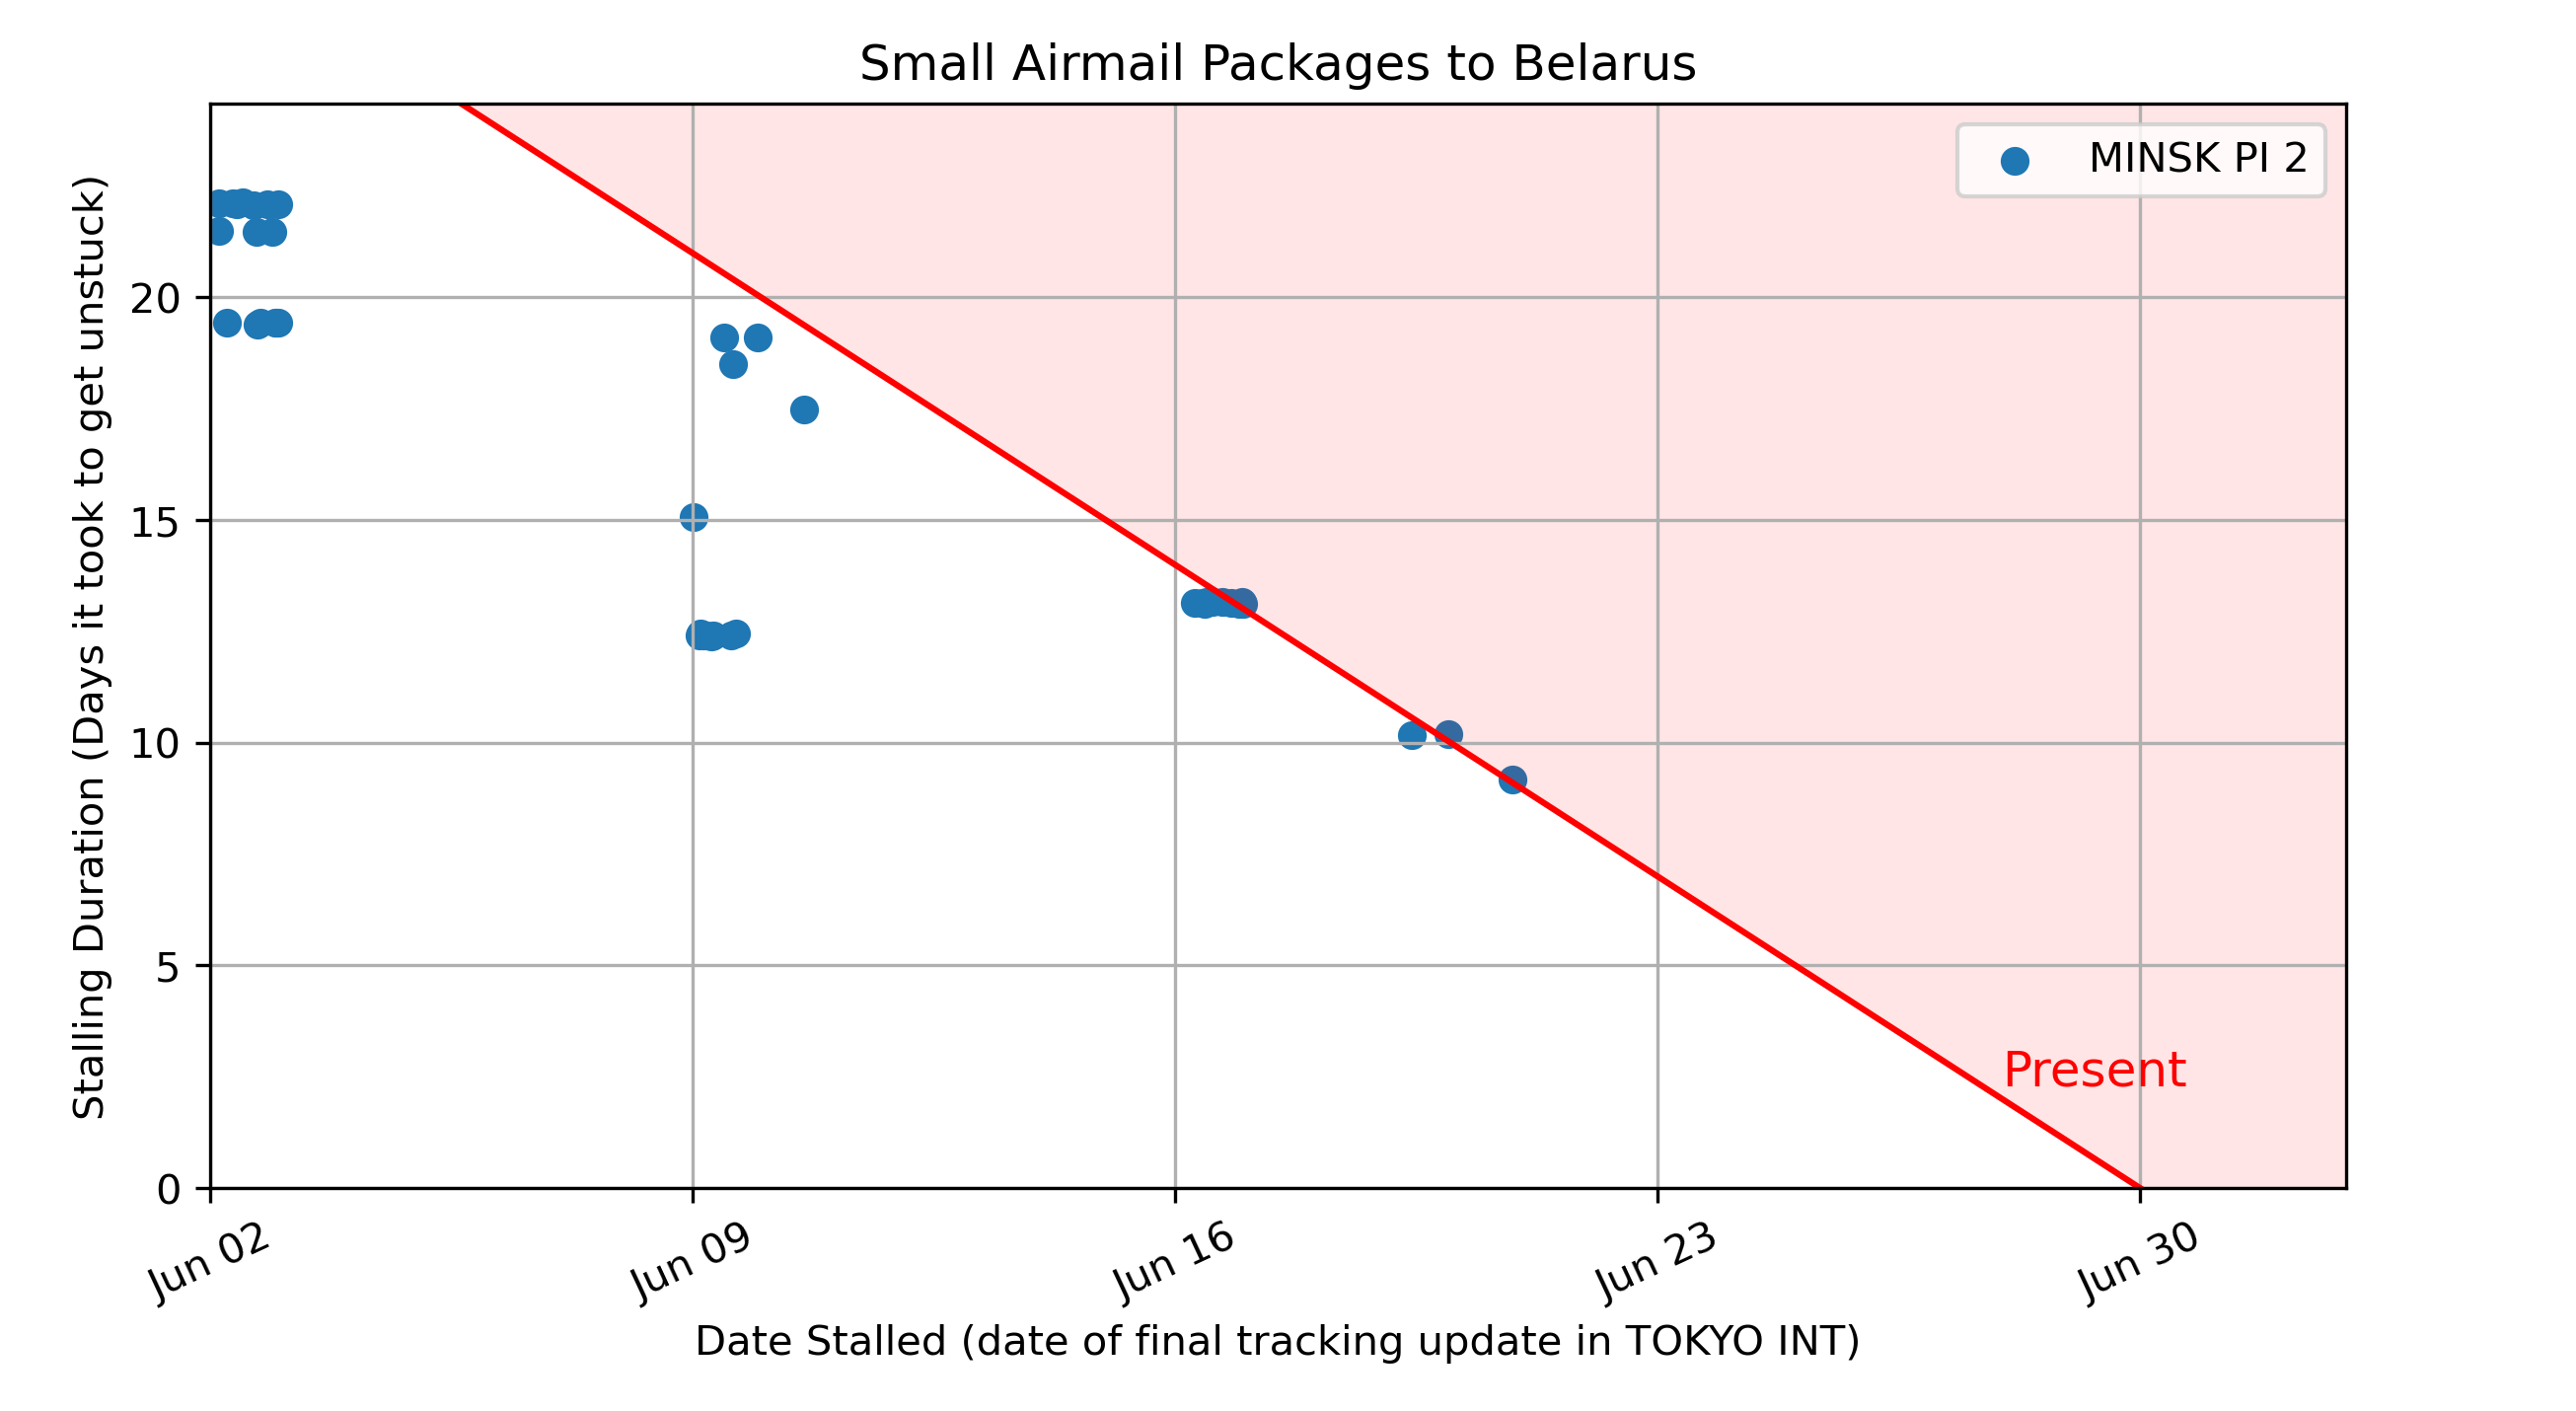 Small Airmail Packages to Belarus
MINSK PI 2
Stalling Duration (Days it took to get unstuck)
20
15
10
5
0
Present
Jun 02
Jun 09
Jun 16
Jun 23
Jun 30
Date Stalled (date of final tracking update in TOKYO INT)